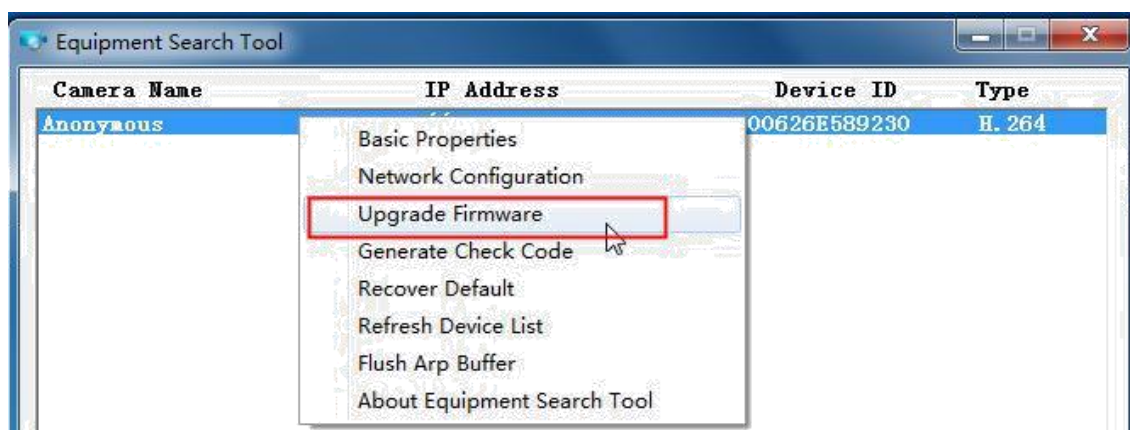 Equipment Search Tool
Camera Name IP Address Device ID Type
Anonymous 00626E589230 H.264
Basic Properties
Network Configuration
Upgrade Firmware
Generate Check Code
Recover Default
Refresh Device List
Flush Arp Buffer
About Equipment Search Tool